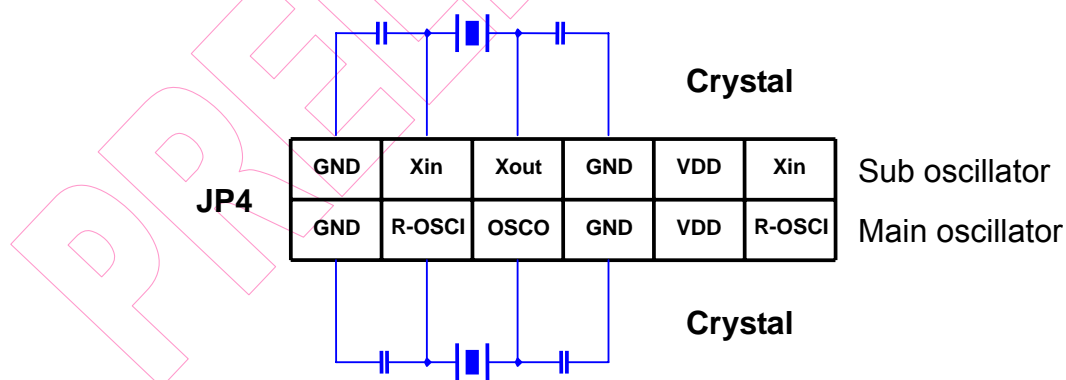 Crystal
GND Xin Xout GND VDD Xin Sub oscillator
JP4
GND R-OSCI OSCO GND VDD R-OSCI Main oscillator
Crystal